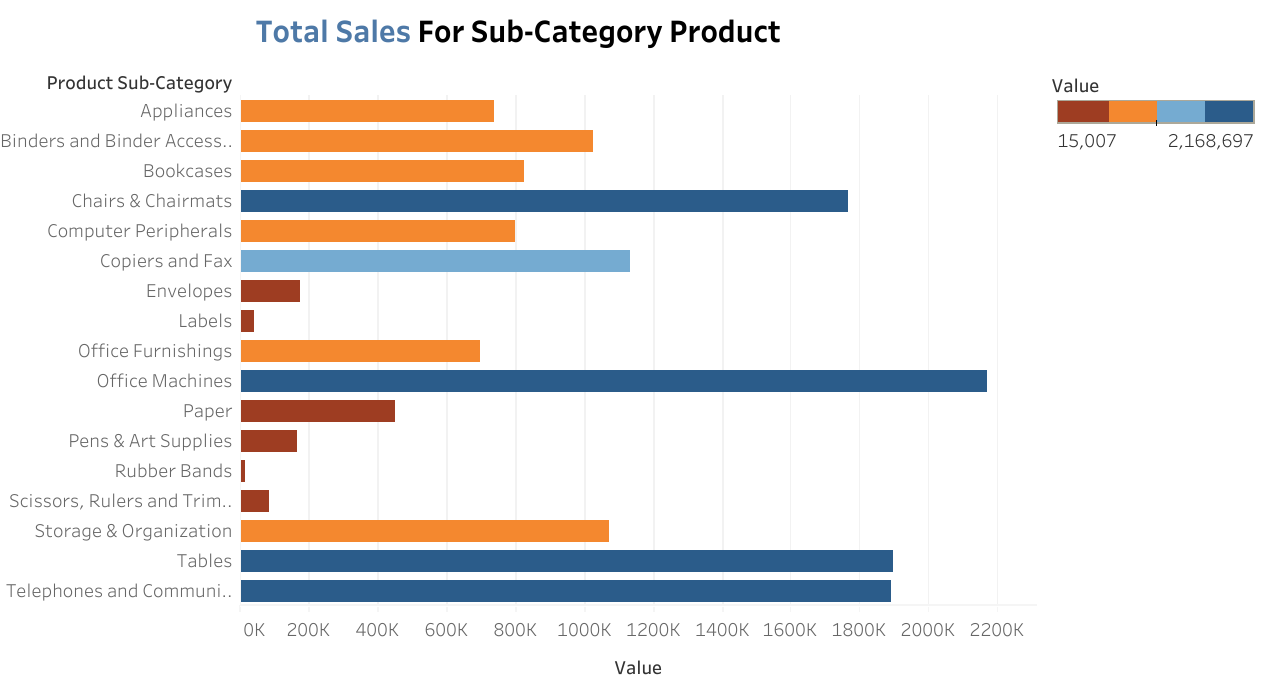 Total Sales For Sub-Category Product
Product Sub-Category
Value
15,007 2,168,697
Appliances
Binders and Binder Access..
Bookcases
Chairs & Chairmats
Computer Peripherals
Copiers and Fax
Envelopes
Labels
Office Furnishings
Office Machines
Paper
Pens & Art Supplies
Rubber Bands
Scissors, Rulers and Trim..
Storage & Organization
Tables
Telephones and Communi..
0K 200K 400K 600K 800K 1000K 1200K 1400K 1600K 1800K 2000K 2200K
Value